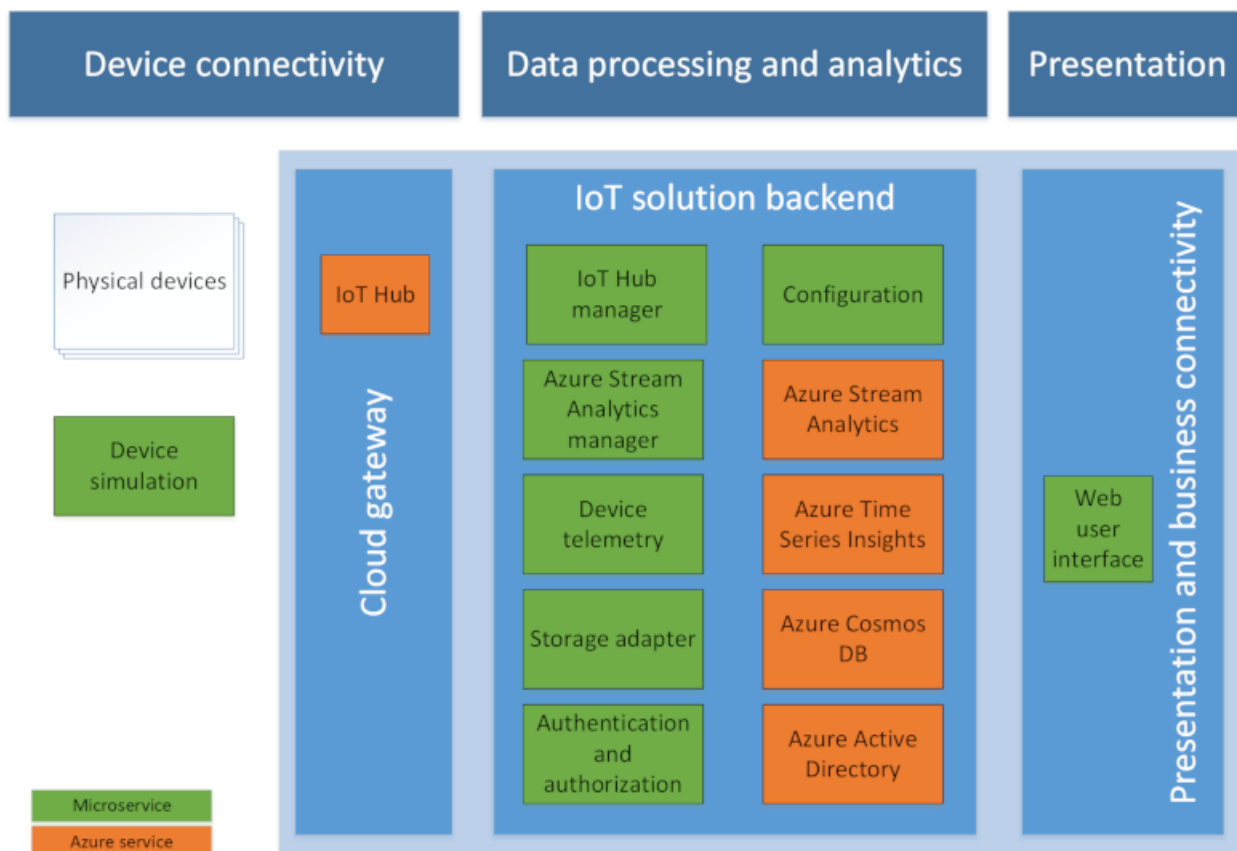 Device connectivity
Data processing and analytics
Presentation
IoT solution backend
Physical devices
IoT Hub
IoT Hub
manager
Configuration
Device
simulation
Cloud gateway
Azure Stream
Analytics
manager
Azure Stream
Analytics
Device
telemetry
Azure Time
Series Insights
Storage adapter
Azure Cosmos
DB
Authentication
and
authorization
Azure Active
Directory
Web
user
interface
Presentation and business connectivity
Microservice
Azure service